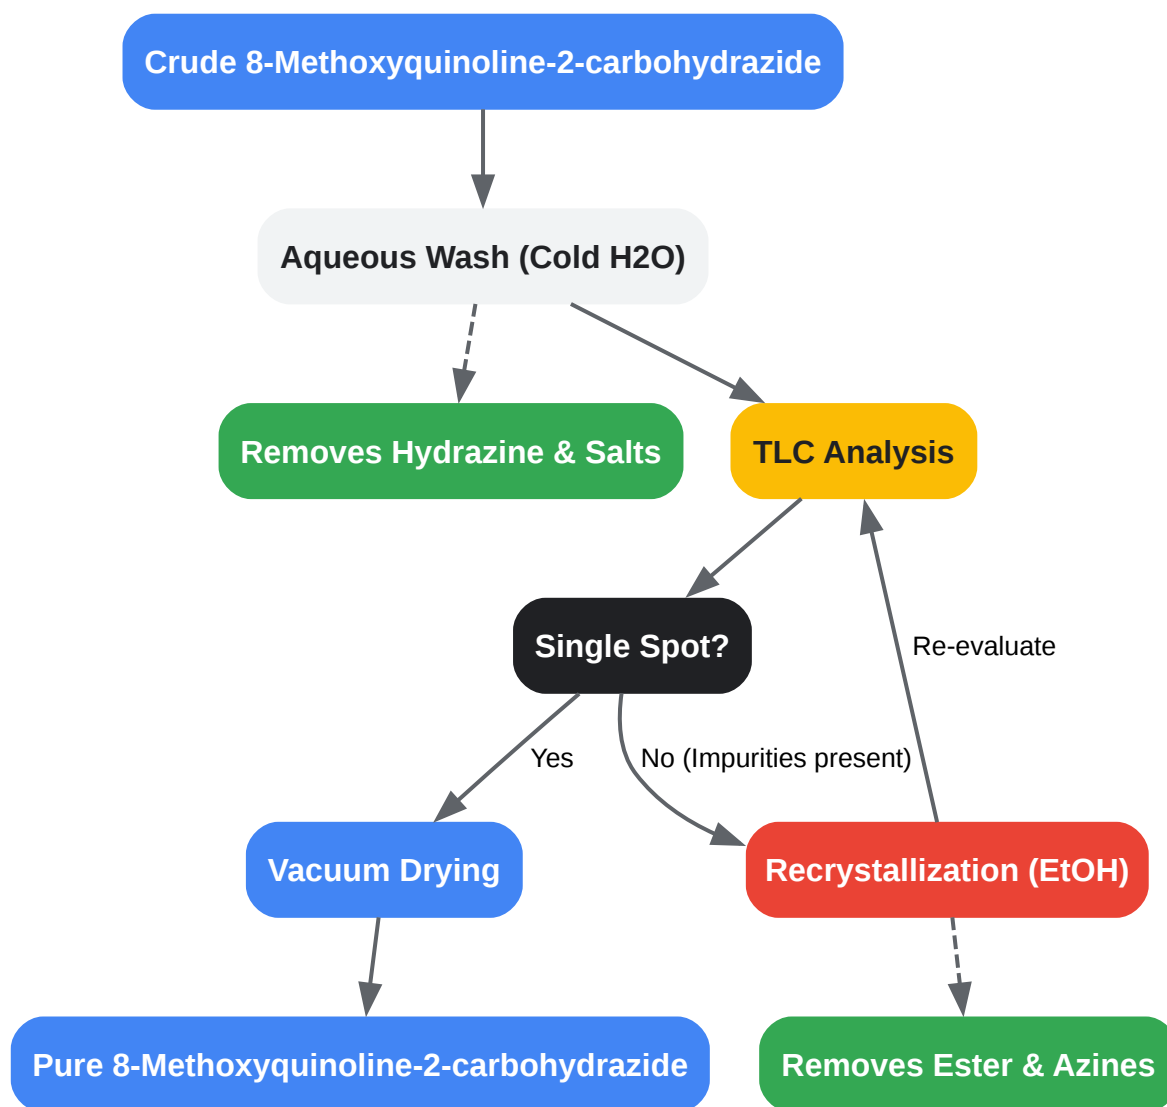 Crude 8-Methoxyquinoline-2-carbohydrazide
Aqueous Wash (Cold H2O)
Removes Hydrazine & Salts
TLC Analysis
Single Spot?
Re-evaluate
Yes
No (Impurities present)
Vacuum Drying
Recrystallization (EtOH)
Pure 8-Methoxyquinoline-2-carbohydrazide
Removes Ester & Azines